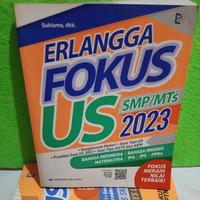 Sukismo, dkk.
ERLANGGA
FOKUS
US SMP/MTs
2023
BAHASA INDONESIA
BAHASA INGGRIS
MATEMATIKA
IPA
IPS
PPKn
FOKUS
MERAIH
NILAI
TERBAIK!